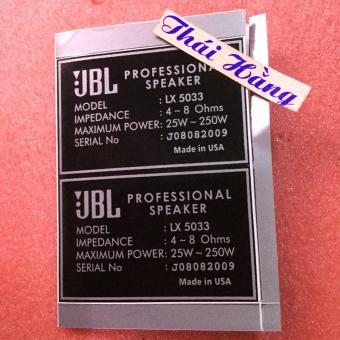 Thái Hằng
JBL PROFESSIONAL
SPEAKER
MODEL : LX 5033
IMPEDANCE : 4~8 Ohms
MAXIMUM POWER: 25W~250W
SERIAL No : J08082009
Made in USA
JBL PROFESSIONAL
SPEAKER
MODEL : LX 5033
IMPEDANCE : 4~8 Ohms
MAXIMUM POWER: 25W~250W
SERIAL No : J08082009
Made in USA